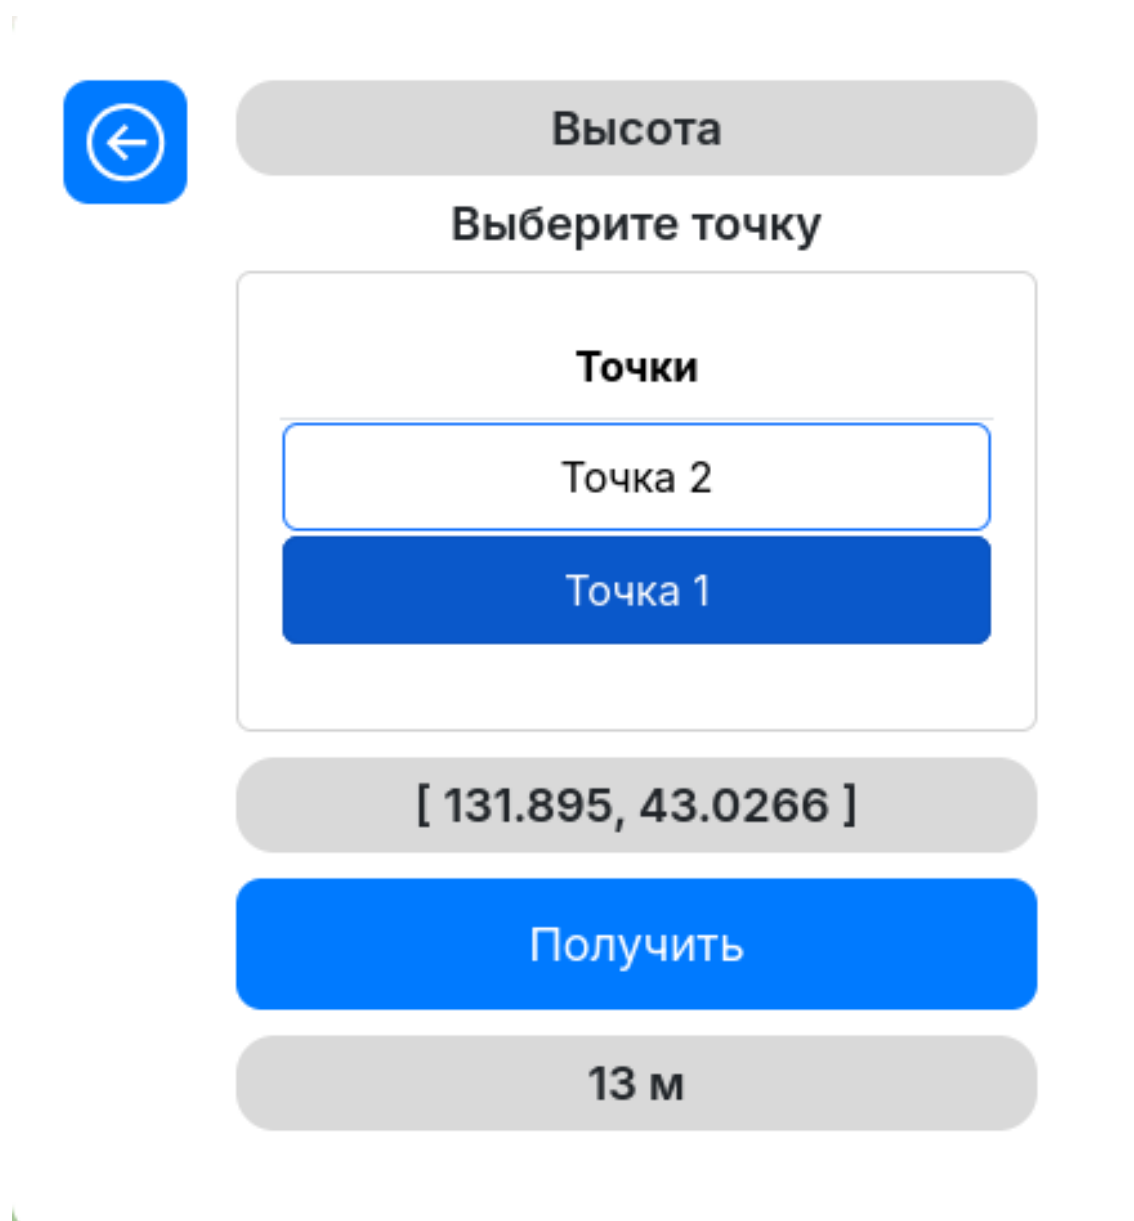 Высота
Выберите точку
Точки
Точка 2
Точка 1
[ 131.895, 43.0266 ]
Получить
13 м